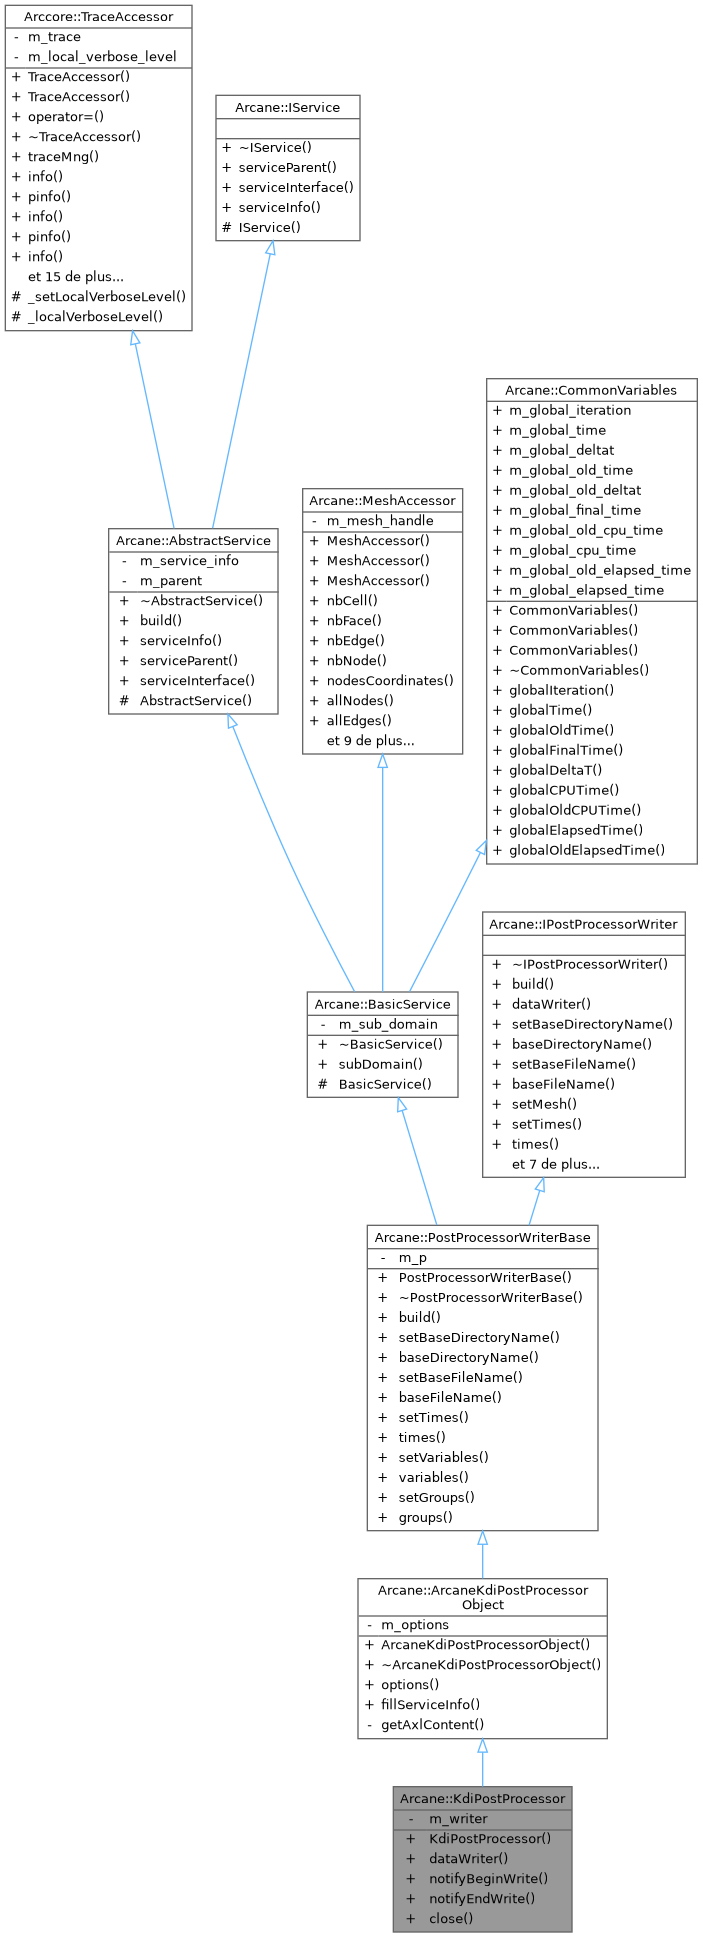 Arccore::TraceAccessor
- m_trace
- m_local_verbose_level
+ TraceAccessor()
+ TraceAccessor()
+ operator=()
+ ~TraceAccessor()
+ traceMng()
+ info()
+ pinfo()
+ info()
+ pinfo()
+ info()
et 15 de plus...
# _setLocalVerboseLevel()
# _localVerboseLevel()
Arcane::IService
+ ~IService()
+ serviceParent()
+ serviceInterface()
+ serviceInfo()
# IService()
Arcane::CommonVariables
+ m_global_iteration
+ m_global_time
+ m_global_deltat
+ m_global_old_time
+ m_global_old_deltat
+ m_global_final_time
+ m_global_old_cpu_time
+ m_global_cpu_time
+ m_global_old_elapsed_time
+ m_global_elapsed_time
+ CommonVariables()
+ CommonVariables()
+ CommonVariables()
+ ~CommonVariables()
+ globalIteration()
+ globalTime()
+ globalOldTime()
+ globalFinalTime()
+ globalDeltaT()
+ globalCPUTime()
+ globalOldCPUTime()
+ globalElapsedTime()
+ globalOldElapsedTime()
Arcane::MeshAccessor
- m_mesh_handle
+ MeshAccessor()
+ MeshAccessor()
+ MeshAccessor()
+ nbCell()
+ nbFace()
+ nbEdge()
+ nbNode()
+ nodesCoordinates()
+ allNodes()
+ allEdges()
et 9 de plus...
Arcane::AbstractService
- m_service_info
- m_parent
+ ~AbstractService()
+ build()
+ serviceInfo()
+ serviceParent()
+ serviceInterface()
# AbstractService()
Arcane::IPostProcessorWriter
+ ~IPostProcessorWriter()
+ build()
+ dataWriter()
+ setBaseDirectoryName()
+ baseDirectoryName()
+ setBaseFileName()
+ baseFileName()
+ setMesh()
+ setTimes()
+ times()
et 7 de plus...
Arcane::BasicService
- m_sub_domain
+ ~BasicService()
+ subDomain()
# BasicService()
Arcane::PostProcessorWriterBase
- m_p
+ PostProcessorWriterBase()
+ ~PostProcessorWriterBase()
+ build()
+ setBaseDirectoryName()
+ baseDirectoryName()
+ setBaseFileName()
+ baseFileName()
+ setTimes()
+ times()
+ setVariables()
+ variables()
+ setGroups()
+ groups()
Arcane::ArcaneKdiPostProcessor
Object
- m_options
+ ArcaneKdiPostProcessorObject()
+ ~ArcaneKdiPostProcessorObject()
+ options()
+ fillServiceInfo()
- getAxlContent()
Arcane::KdiPostProcessor
- m_writer
+ KdiPostProcessor()
+ dataWriter()
+ notifyBeginWrite()
+ notifyEndWrite()
+ close()